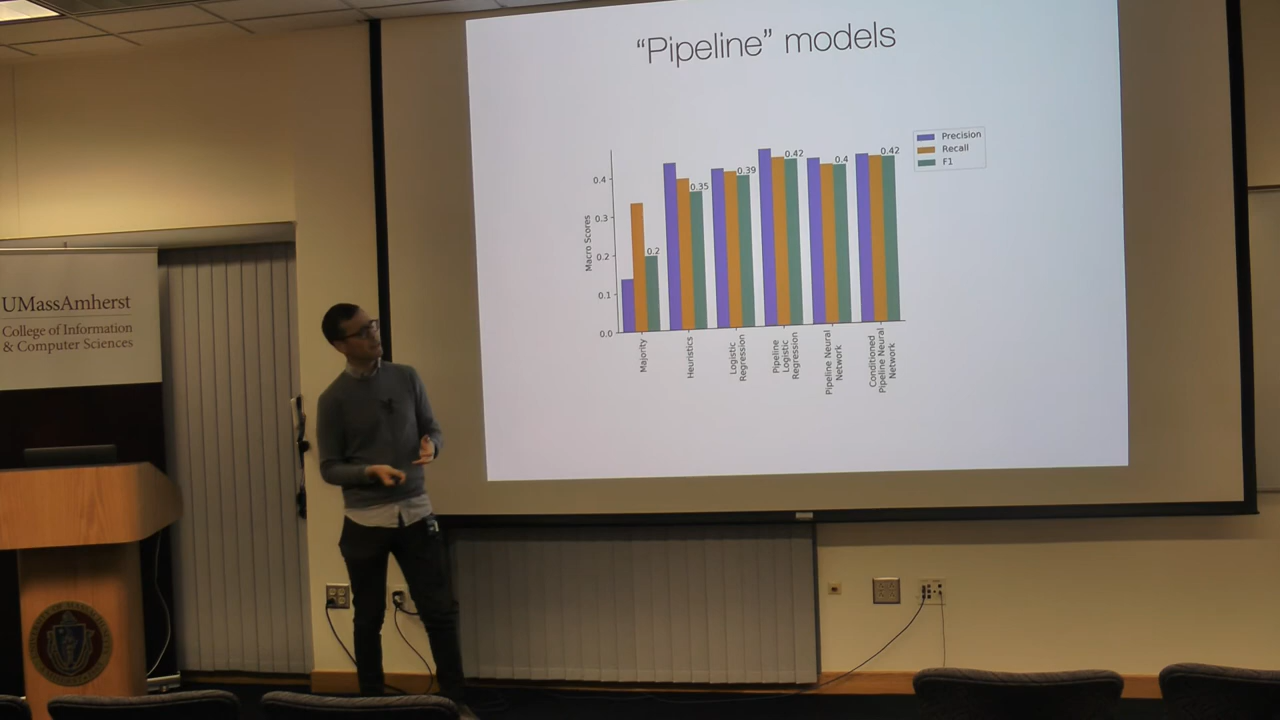 “Pipeline” models
Precision
Recall
F1
Macro Scores
0.4
0.3
0.2
0.1
0.0
0.2
0.35
0.39
0.42
0.4
0.42
Majority
Heuristics
Logistic
Regression
Pipeline
Logistic
Regression
Pipeline Neural
Network
Conditioned
Pipeline Neural
Network
UMassAmherst
College of Information
& Computer Sciences